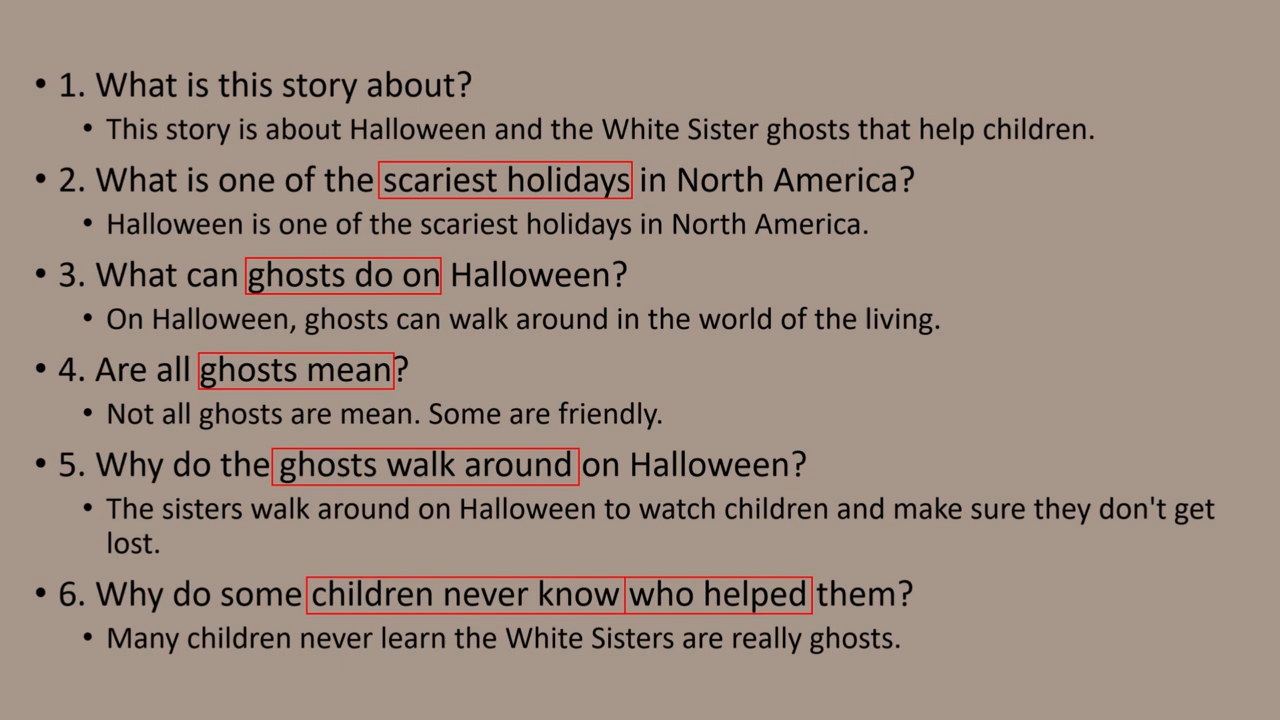 • 1. What is this story about?
• This story is about Halloween and the White Sister ghosts that help children.
• 2. What is one of the scariest holidays in North America?
• Halloween is one of the scariest holidays in North America.
• 3. What can ghosts do on Halloween?
• On Halloween, ghosts can walk around in the world of the living.
• 4. Are all ghosts mean?
• Not all ghosts are mean. Some are friendly.
• 5. Why do the ghosts walk around on Halloween?
• The sisters walk around on Halloween to watch children and make sure they don't get
lost.
• 6. Why do some children never know who helped them?
• Many children never learn the White Sisters are really ghosts.